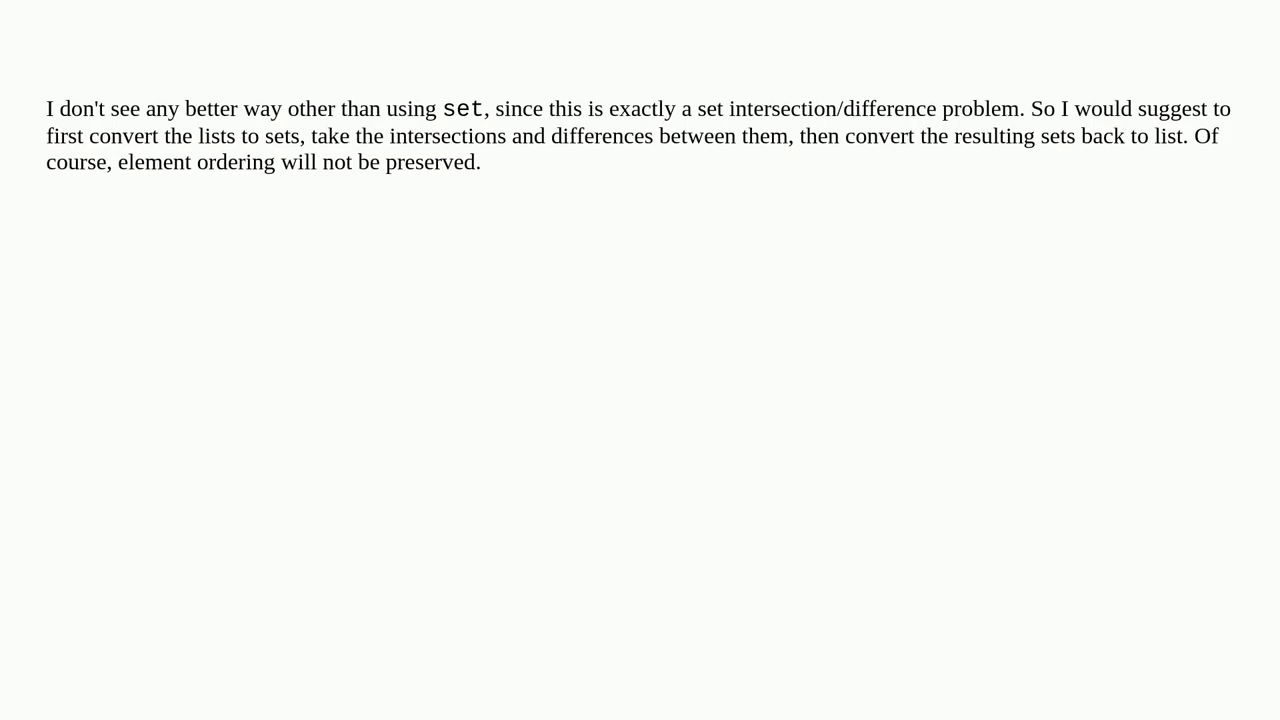 I don't see any better way other than using set, since this is exactly a set intersection/difference problem. So I would suggest to
first convert the lists to sets, take the intersections and differences between them, then convert the resulting sets back to list. Of
course, element ordering will not be preserved.